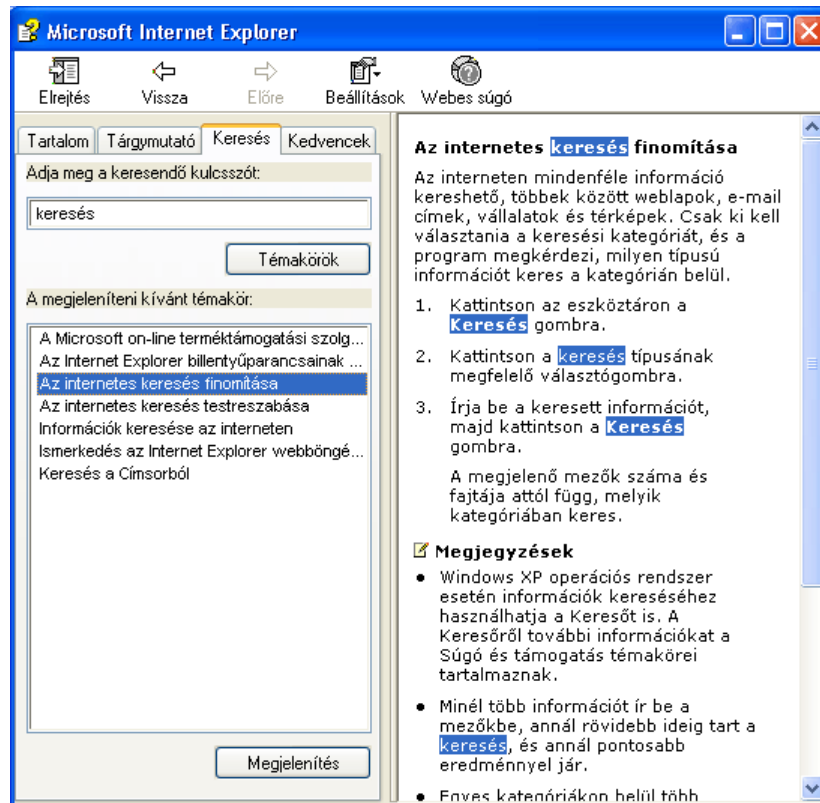 Microsoft Internet Explorer
Elrejtés Vissza Előre Beállítások Webes súgó
Tartalom Tárgymutató Keresés Kedvencek
Adja meg a keresendő kulcsszót:
keresés
Témakörök
A megjeleníteni kívánt témakör:
A Microsoft on-line terméktámogatási szolg...
Az Internet Explorer billentyűparancsainak ...
Az internetes keresés finomítása
Az internetes keresés testreszabása
Információk keresése az interneten
Ismerkedés az Internet Explorer webböngé...
Keresés a Címsorból
Megjelenítés
Az internetes keresés finomítása
Az interneten mindenféle információ
kereshető, többek között weblapok, e-mail
címek, vállalatok és térképek. Csak ki kell
választania a keresési kategóriát, és a
program megkérdezi, milyen típusú
információt keres a kategórián belül.
1. Kattintson az eszköztáron a
Keresés gombra.
2. Kattintson a keresés típusának
megfelelő választógombra.
3. Írja be a keresett információt,
majd kattintson a Keresés
gombra.
A megjelenő mezők száma és
fajtája attól függ, melyik
kategóriában keres.
Megjegyzések
• Windows XP operációs rendszer
esetén információk kereséséhez
használhatja a Keresőt is. A
Keresőről további információkat a
Súgó és támogatás témakörei
tartalmaznak.
• Minél több információt ír be a
mezőkbe, annál rövidebb ideig tart a
keresés, és annál pontosabb
eredménnyel jár.
• Egyes kategóriákon belül több